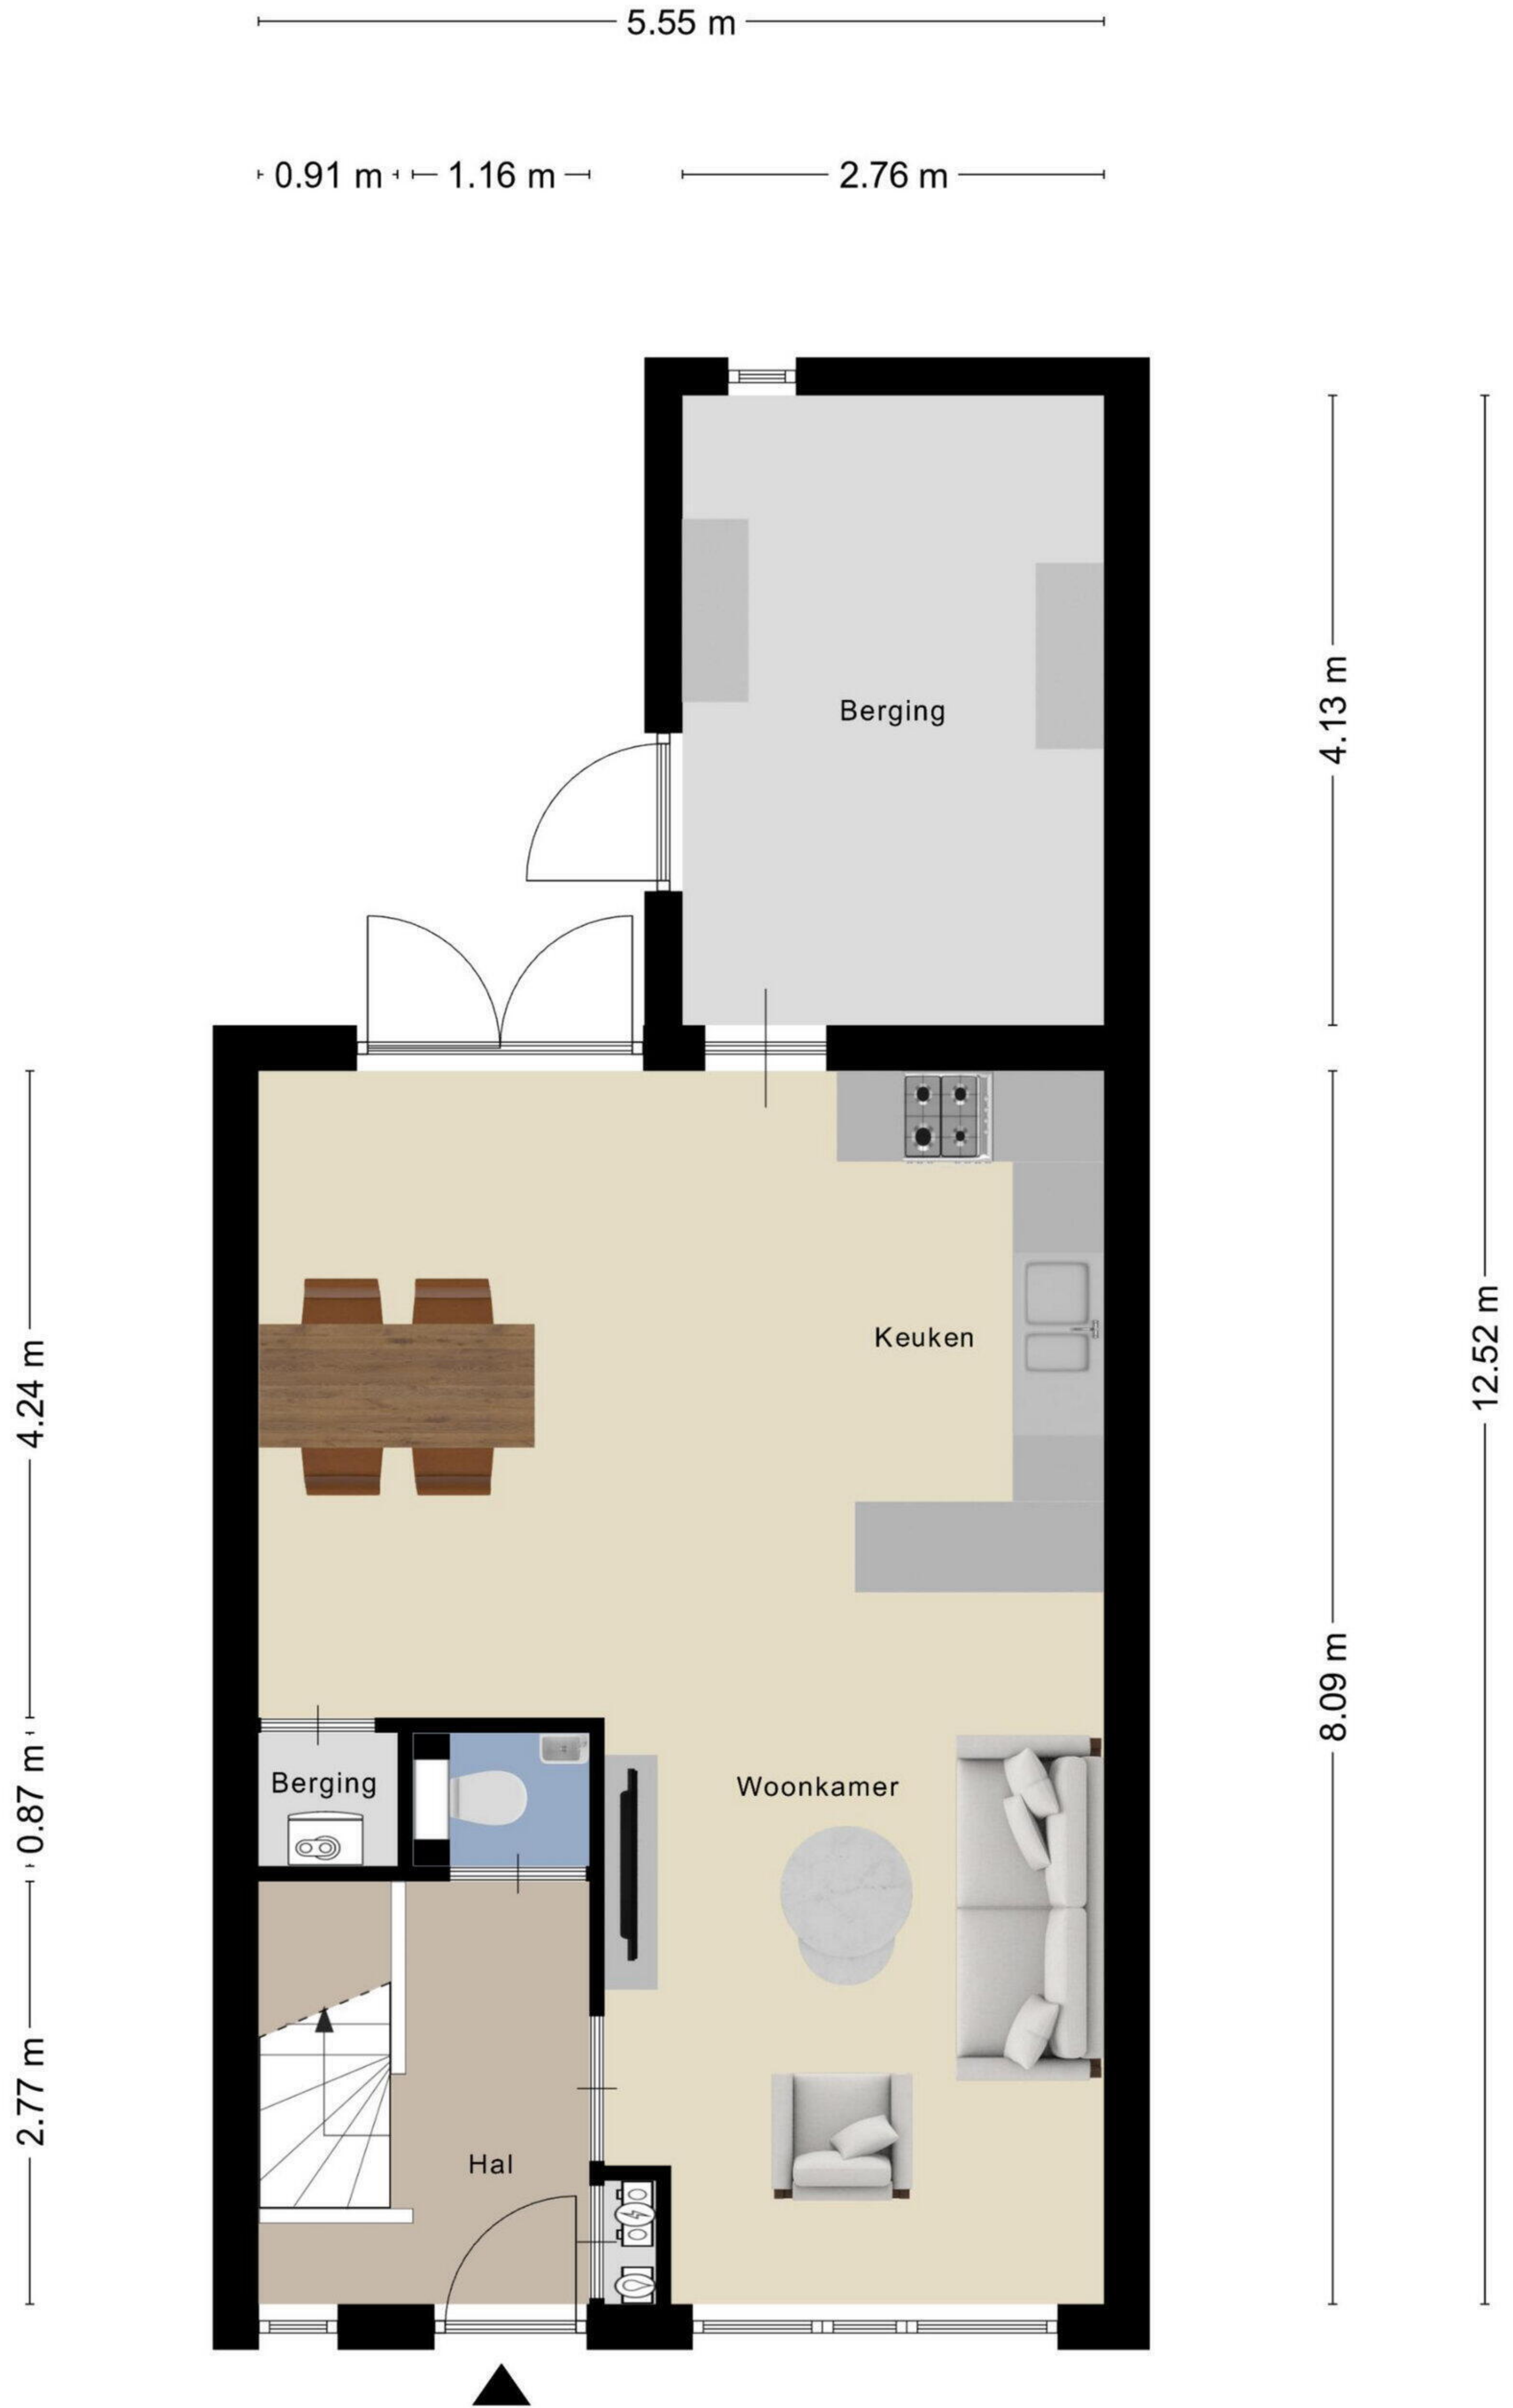 5.55 m
0.91 m
1.16 m
2.76 m
Berging
4.13 m
12.52 m
Keuken
4.24 m
8.09 m
Berging
Woonkamer
0.87 m
2.77 m
Hal